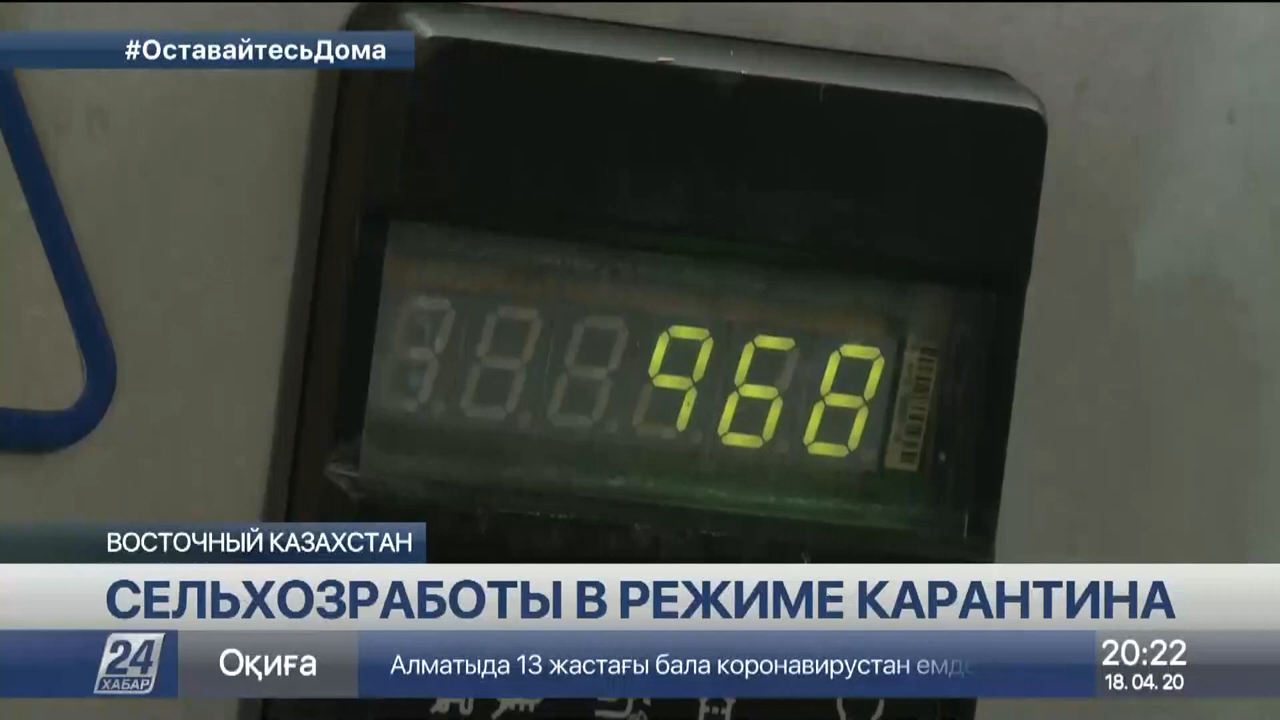 #ОставайтесьДома
968
ВОСТОЧНЫЙ КАЗАХСТАН
СЕЛЬХОЗРАБОТЫ В РЕЖИМЕ КАРАНТИНА
24
ХАБАР
Оқиға
Алматыда 13 жастағы бала коронавирустан
20:22
18. 04. 20